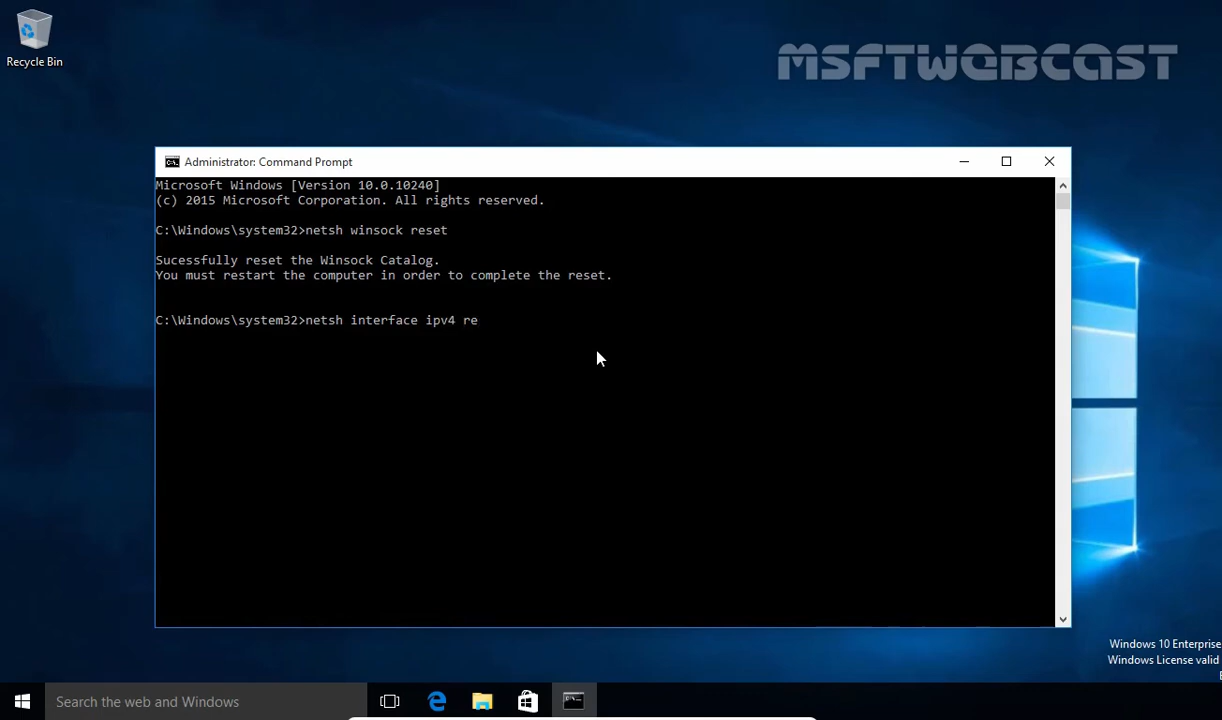 Recycle Bin
MSFTWEBCAST
Administrator: Command Prompt
Microsoft Windows [Version 10.0.10240]
(c) 2015 Microsoft Corporation. All rights reserved.
C:\Windows\system32>netsh winsock reset
Sucessfully reset the Winsock Catalog.
You must restart the computer in order to complete the reset.
C:\Windows\system32>netsh interface ipv4 re
Windows 10 Enterprise
Windows License valid
Search the web and Windows